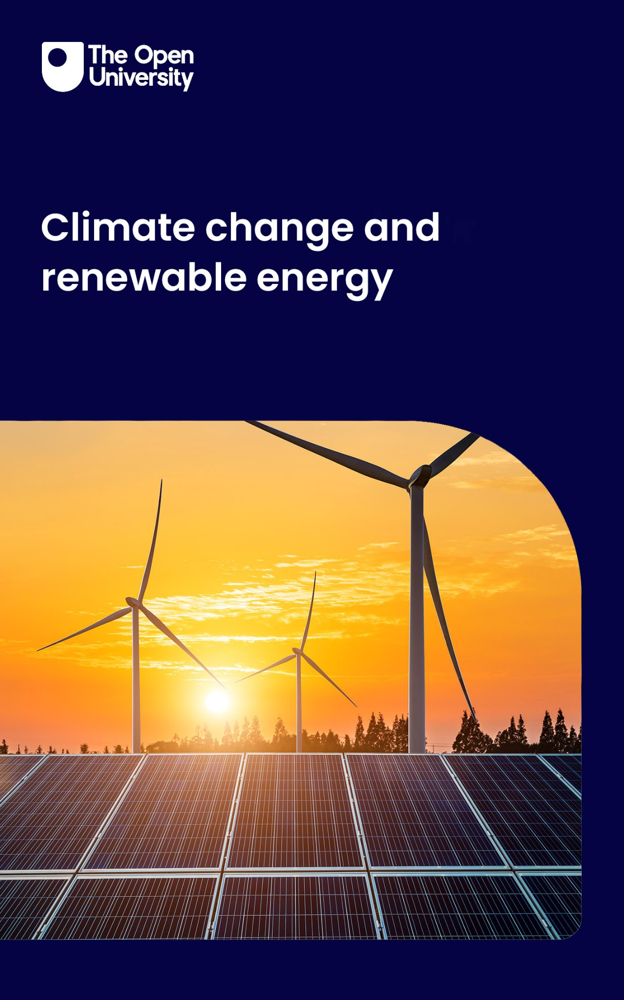 The Open
University
Climate change and
renewable energy